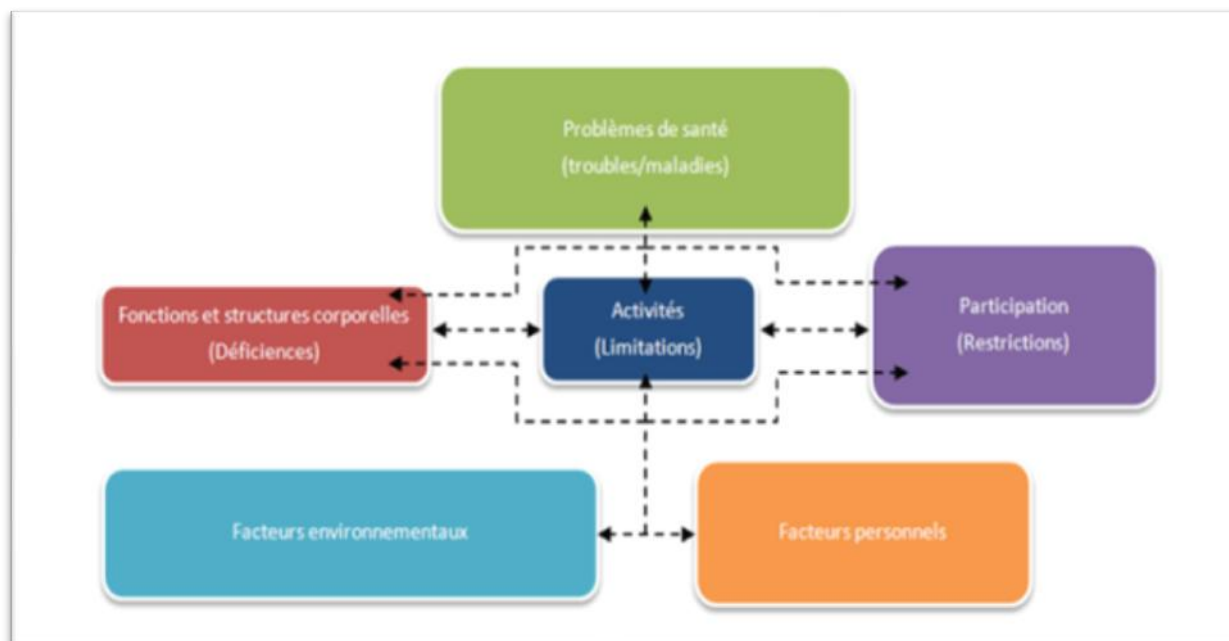 Problèmes de santé
(troubles/maladies)
Fonctions et structures corporelles
(Déficiences)
Activités
(Limitations)
Participation
(Restrictions)
Facteurs environnementaux
Facteurs personnels